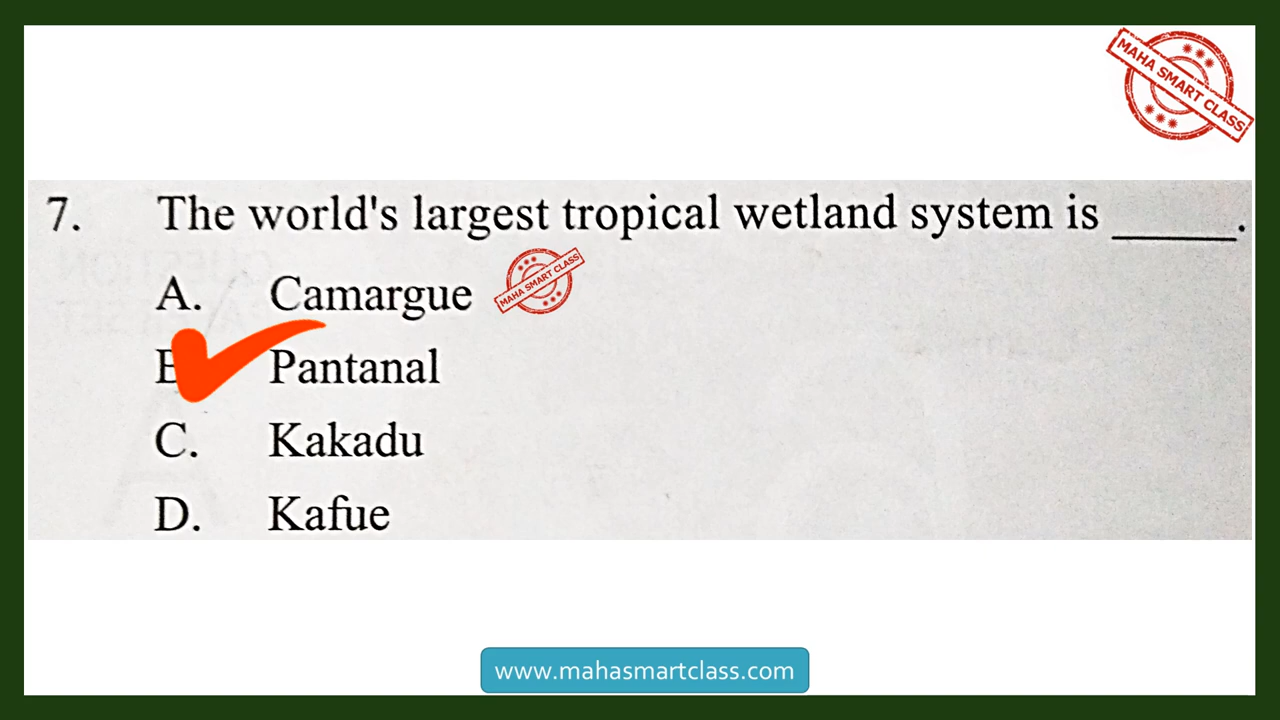 MAHA SMART CLASS
7. The world's largest tropical wetland system is ______.
A. Camargue
MAHA SMART CLASS
B Pantanal
C. Kakadu
D. Kafue
www.mahasmartclass.com